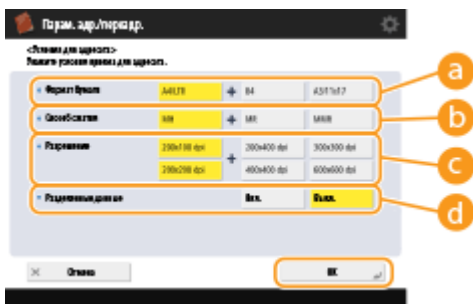 Парам. адр./перeадр.
<Условия для адресата>
Укажите условия приема для адресата.
Формат бумаги A4/LTR + B4 A3/11x17 a
Способ сжатия MH + MR MMR b
Разрешение 200x100 dpi 200x400 dpi 300x300 dpi
+ c
200x200 dpi 400x400 dpi 600x600 dpi
Разделенные данные Вкл. Выкл. d
× Отмена OK